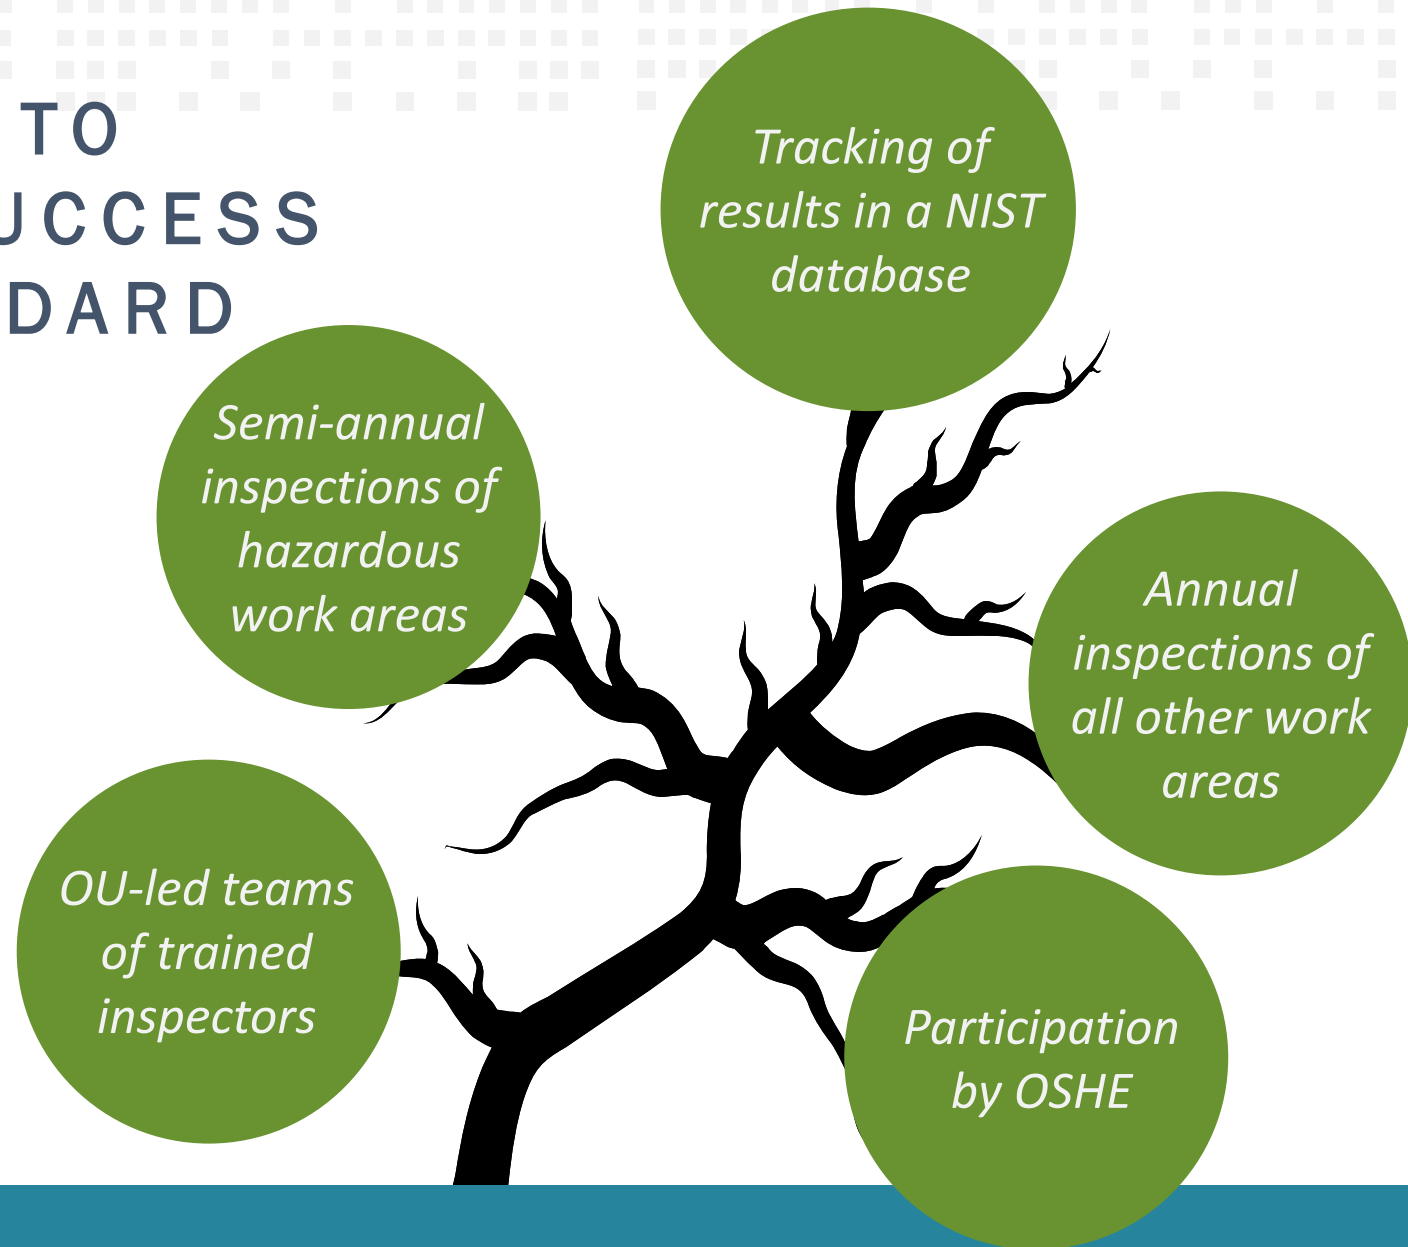 TO
UCCESS
DARD
Tracking of
results in a NIST
database
Semi-annual
inspections of
hazardous
work areas
Annual
inspections of
all other work
areas
OU-led teams
of trained
inspectors
Participation
by OSHE